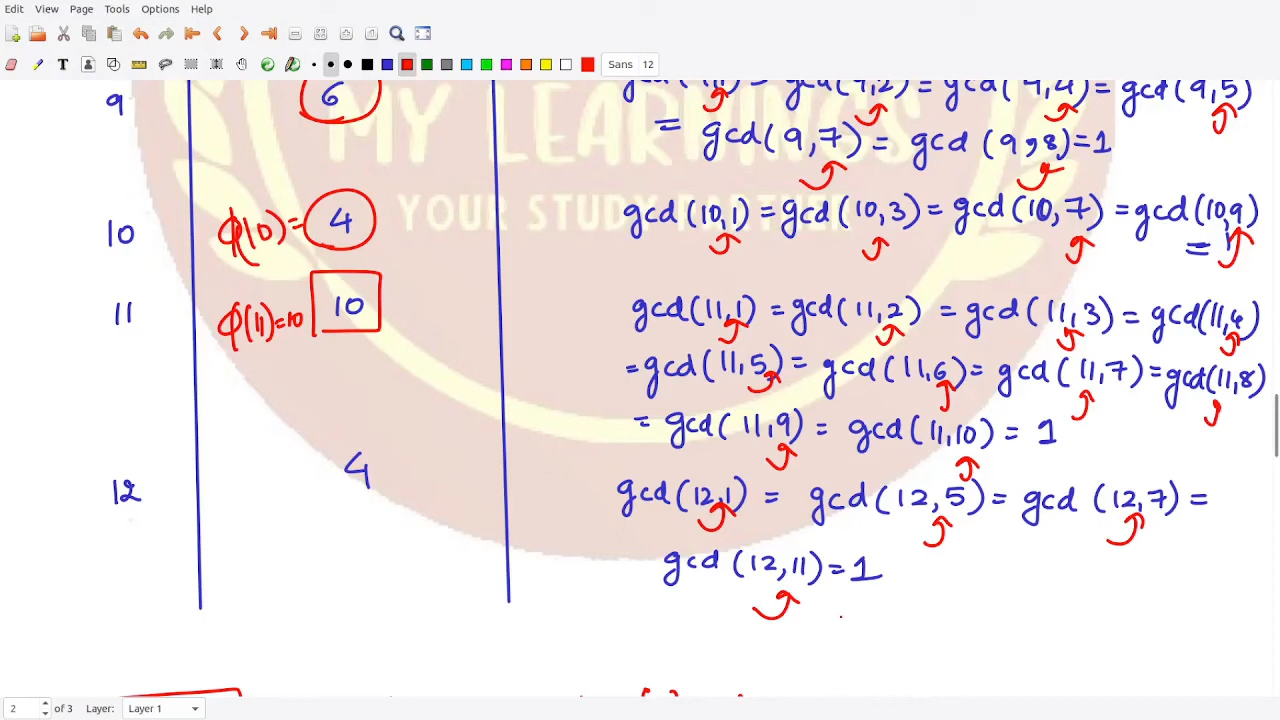 Edit View Page Tools Options Help
Sans 12
9 6 gcd(9,1) = gcd(9,2) = gcd(9,4) = gcd(9,5)
= gcd(9,7) = gcd(9,8) = 1
10 φ(10) = 4 gcd(10,1) = gcd(10,3) = gcd(10,7) = gcd(10,9)
= 1
11 φ(11) = 10 10 gcd(11,1) = gcd(11,2) = gcd(11,3) = gcd(11,4)
= gcd(11,5) = gcd(11,6) = gcd(11,7) = gcd(11,8)
= gcd(11,9) = gcd(11,10) = 1
12 4 gcd(12,1) = gcd(12,5) = gcd(12,7) =
gcd(12,11) = 1
MY LEARNINGS
YOUR STUDY PARTNER
2 of 3 Layer: Layer 1